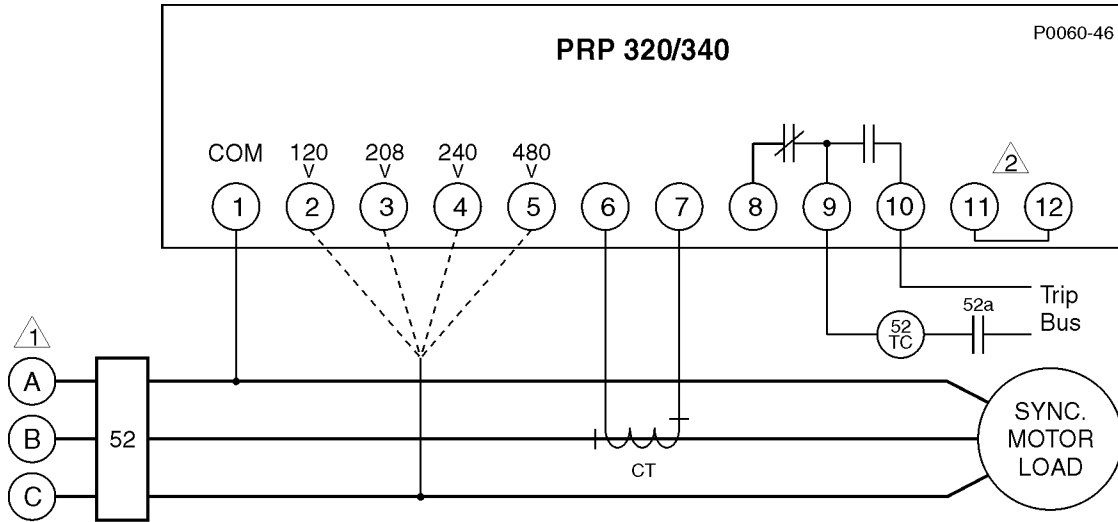 P0060-46
PRP 320/340
COM 120 V 208 V 240 V 480 V
1 2 3 4 5 6 7 8 9 10 11 12
2
Trip
Bus
52a
52
TC
1
A
B
C
52
CT
SYNC.
MOTOR
LOAD